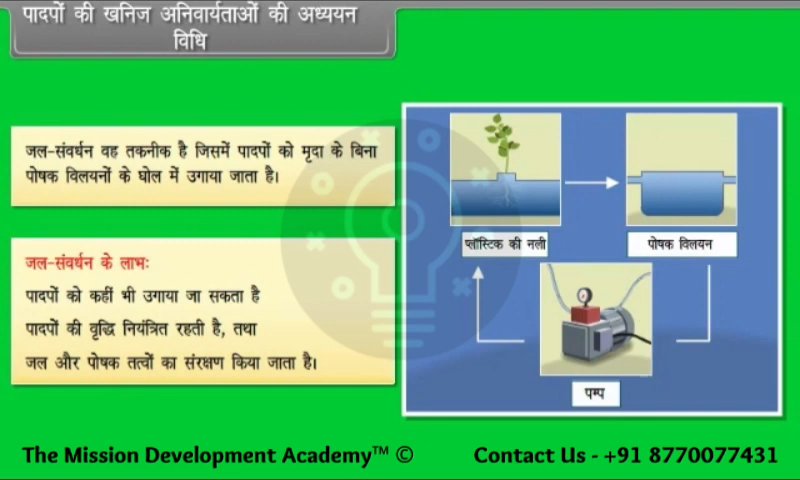 पादपों की खनिज अनिवार्यताओं की अध्ययन
विधि
जल-संवर्धन वह तकनीक है जिसमें पादपों को मृदा के बिना
पोषक विलयनों के घोल में उगाया जाता है।
जल-संवर्धन के लाभः
पादपों को कहीं भी उगाया जा सकता है
पादपों की वृद्धि नियंत्रित रहती है, तथा
जल और पोषक तत्वों का संरक्षण किया जाता है।
प्लॉस्टिक की नली
पोषक विलयन
पम्प
The Mission Development Academy™ ©
Contact Us - +91 8770077431